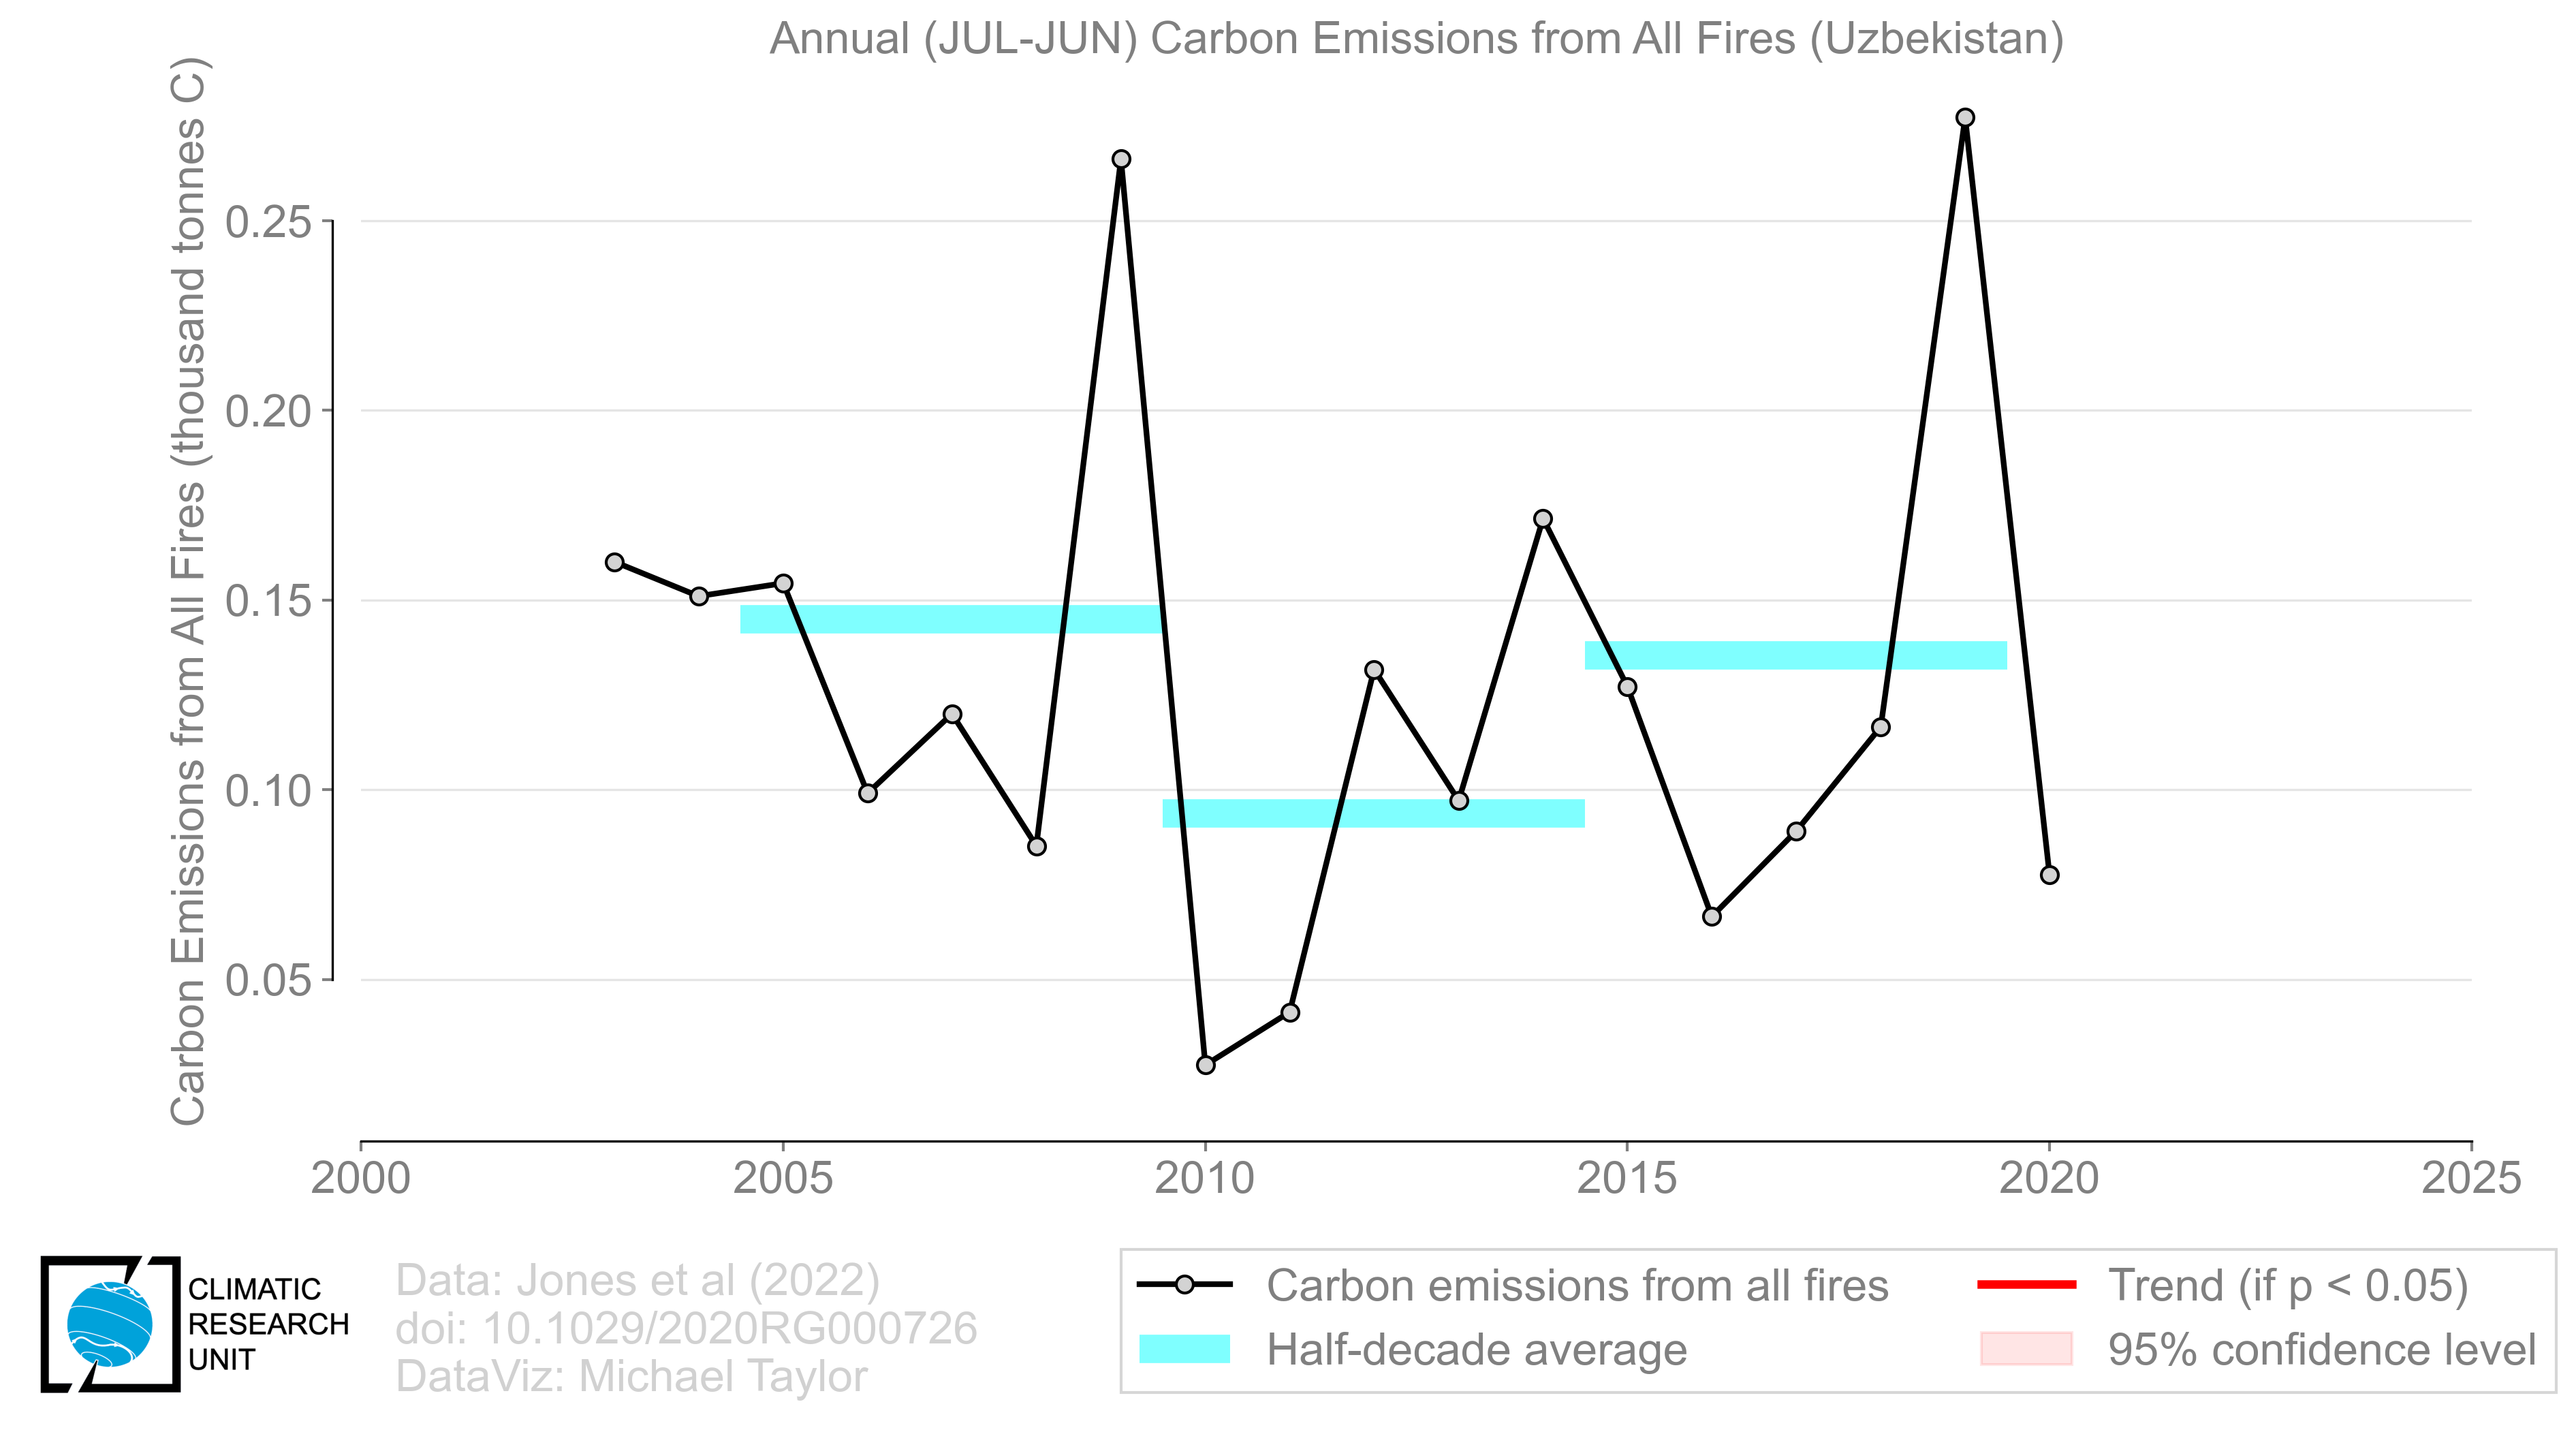 Annual (JUL-JUN) Carbon Emissions from All Fires (Uzbekistan)
Carbon Emissions from All Fires (thousand tonnes C)
0.25
0.20
0.15
0.10
0.05
2000 2005 2010 2015 2020 2025
CLIMATIC
RESEARCH
UNIT
Data: Jones et al (2022)
doi: 10.1029/2020RG000726
DataViz: Michael Taylor
Carbon emissions from all fires
Half-decade average
Trend (if p < 0.05)
95% confidence level